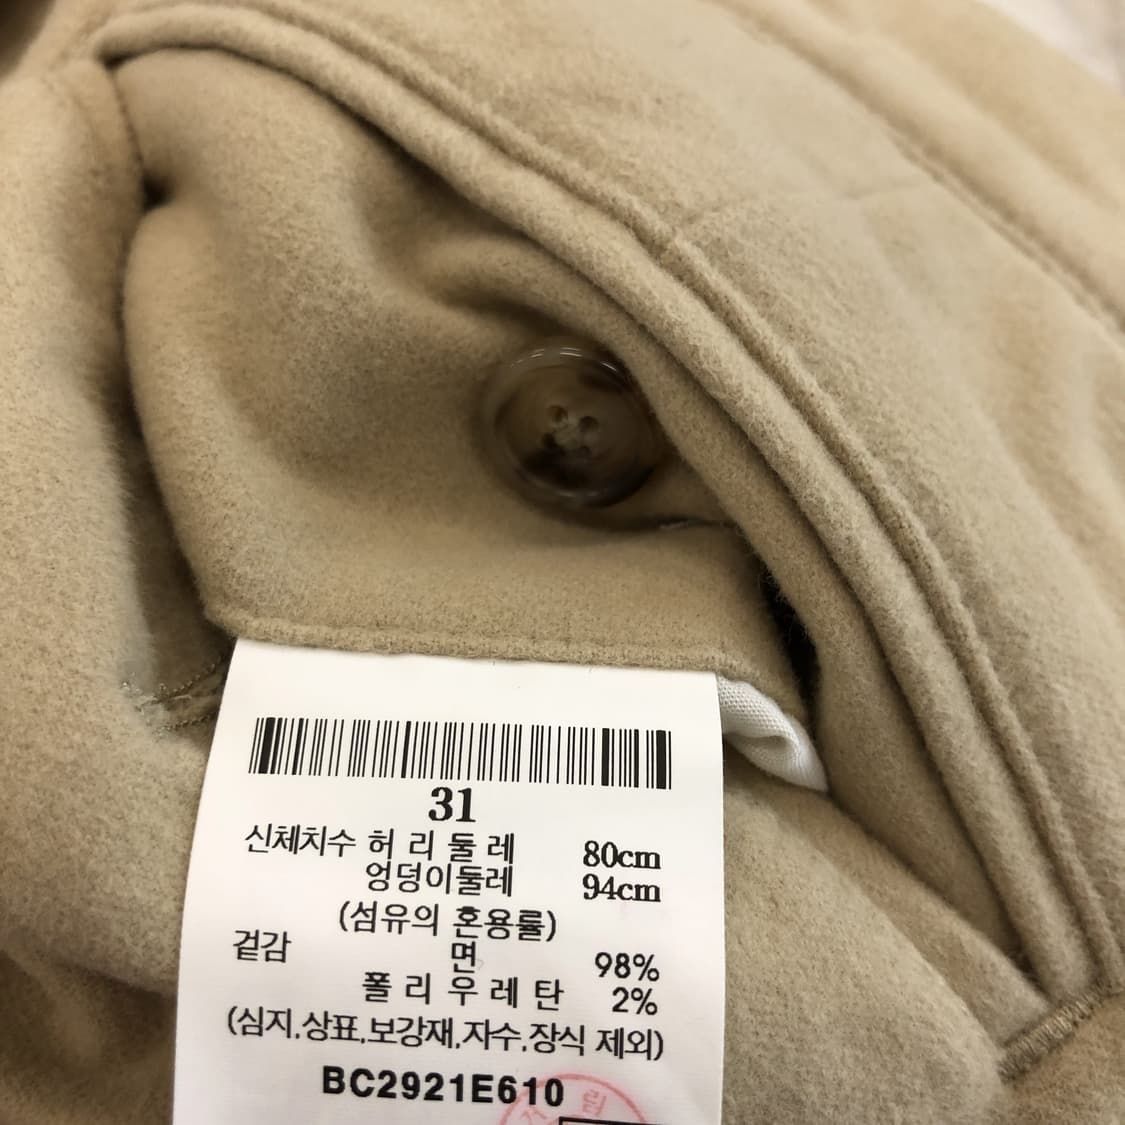 31
신체치수 허 리 둘 레 80cm
엉덩이둘레 94cm
(섬유의 혼용률)
겉감 면 98%
폴 리 우 레 탄 2%
(심지,상표,보강재,자수,장식 제외)
BC2921E610